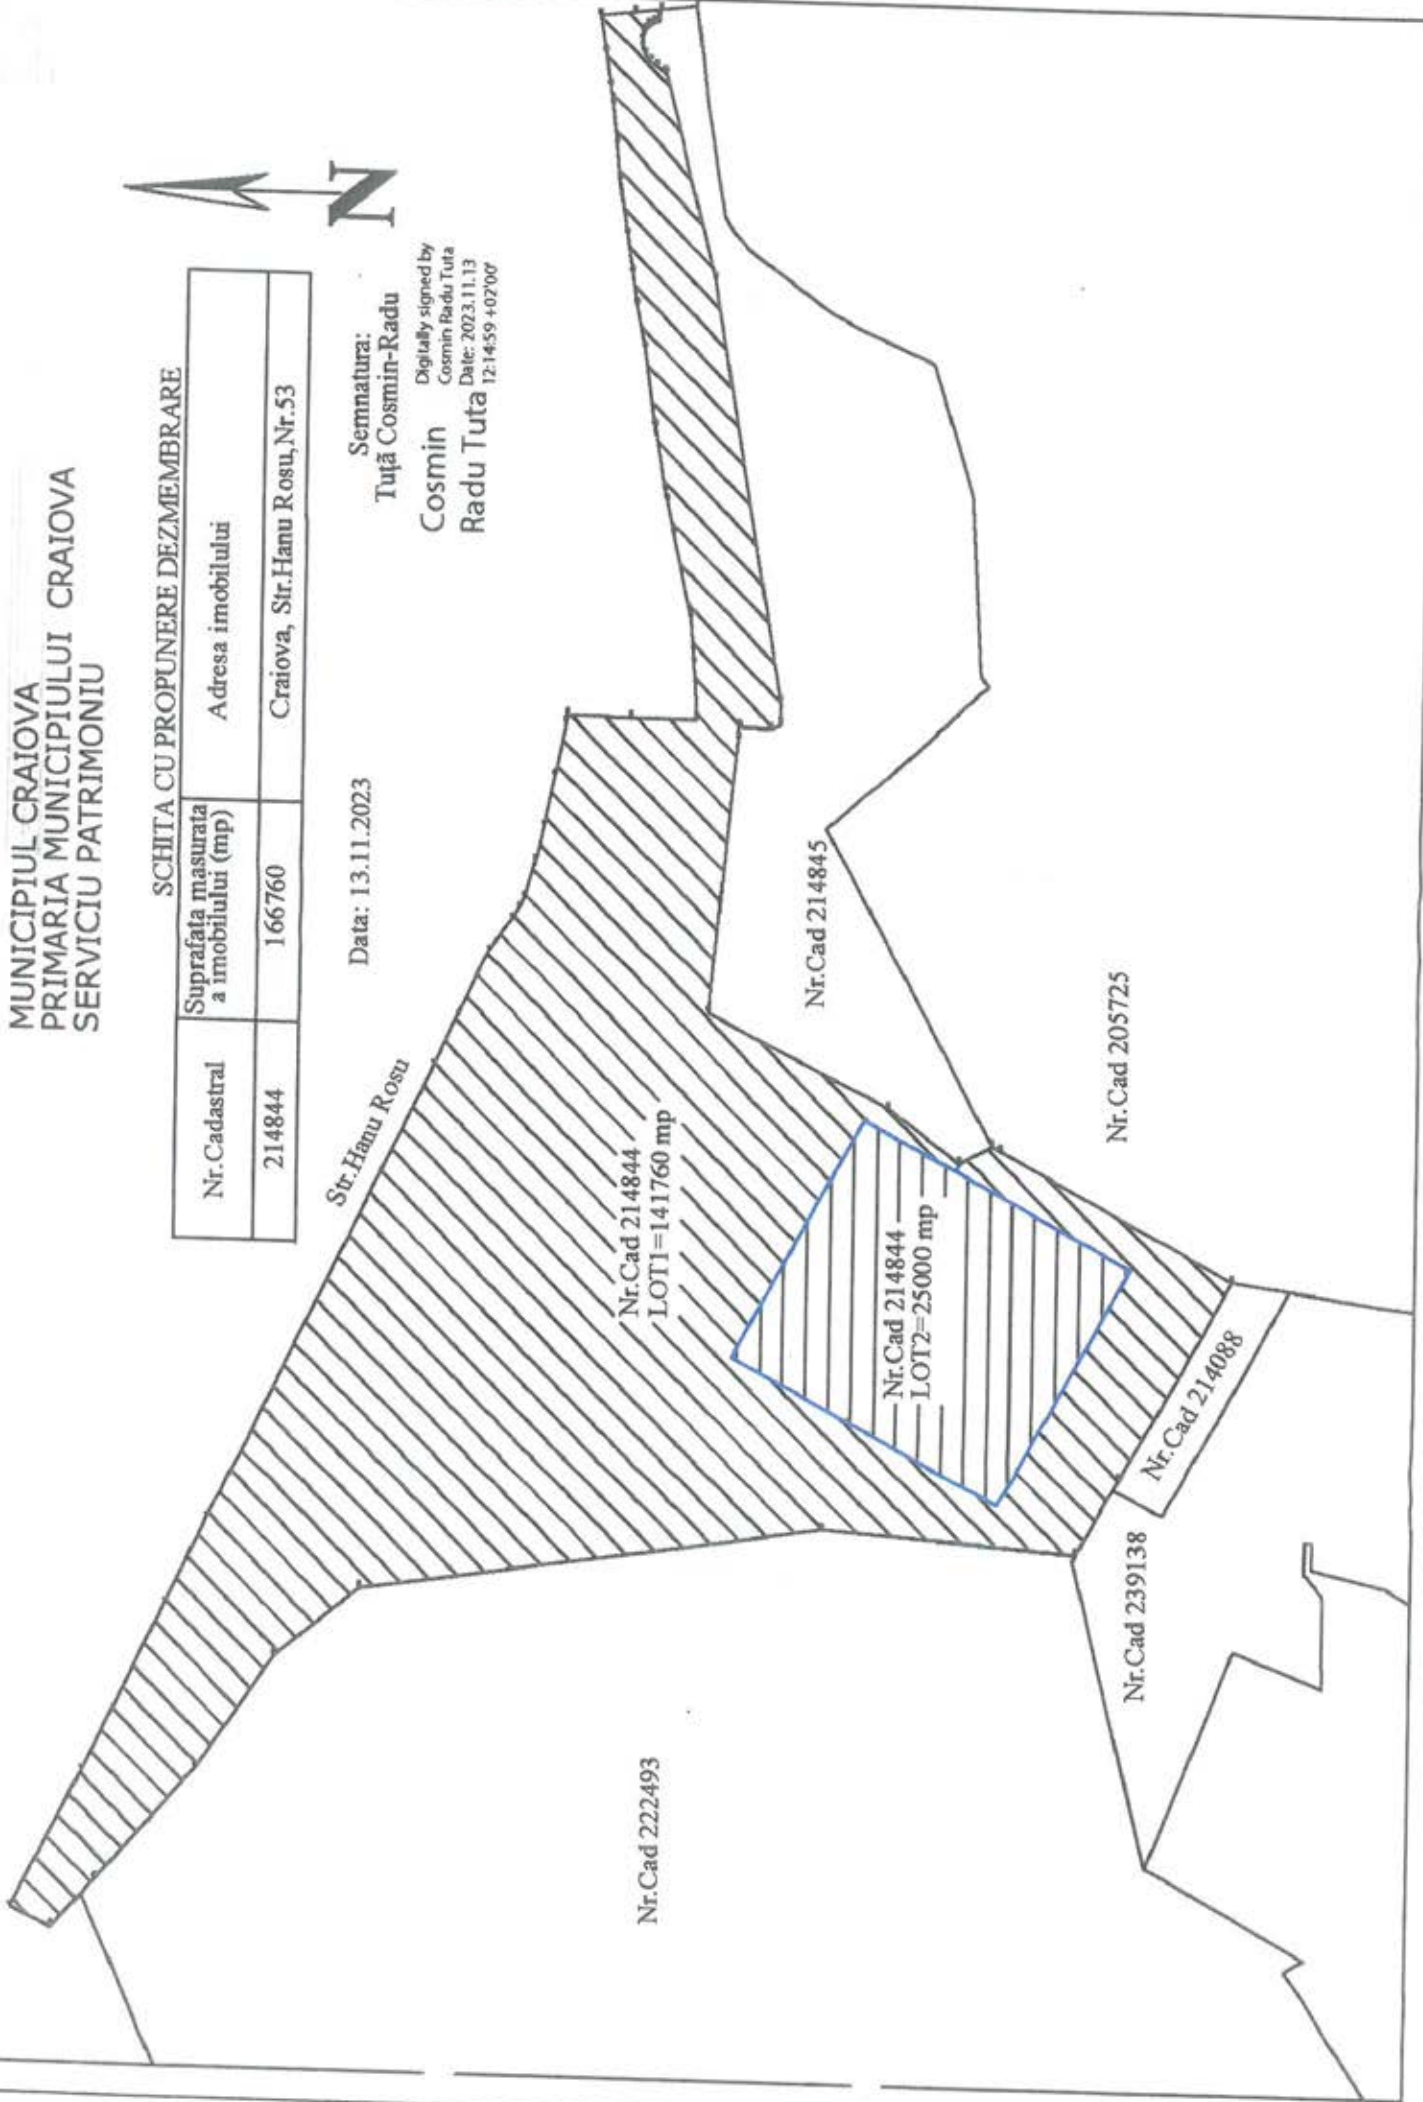 MUNICIPIUL CRAIOVA
PRIMARIA MUNICIPIULUI CRAIOVA
SERVICIU PATRIMONIU
SCHITA CU PROPUNERE DEZMEMBRARE
Nr.Cadastral
Suprafata masurata
a imobilului (mp)
Adresa imobilului
214844
166760
Craiova, Str.Hanu Rosu,Nr.53
N
Data: 13.11.2023
Semnatura:
Tuță Cosmin-Radu
Cosmin
Radu Tuta
Digitally signed by
Cosmin Radu Tuta
Date: 2023.11.13
12:14:59 +02'00'
Str.Hanu Rosu
Nr.Cad 214844
LOT1=141760 mp
Nr.Cad 214845
Nr.Cad 214844
LOT2=25000 mp
Nr.Cad 222493
Nr.Cad 205725
Nr.Cad 214088
Nr.Cad 239138